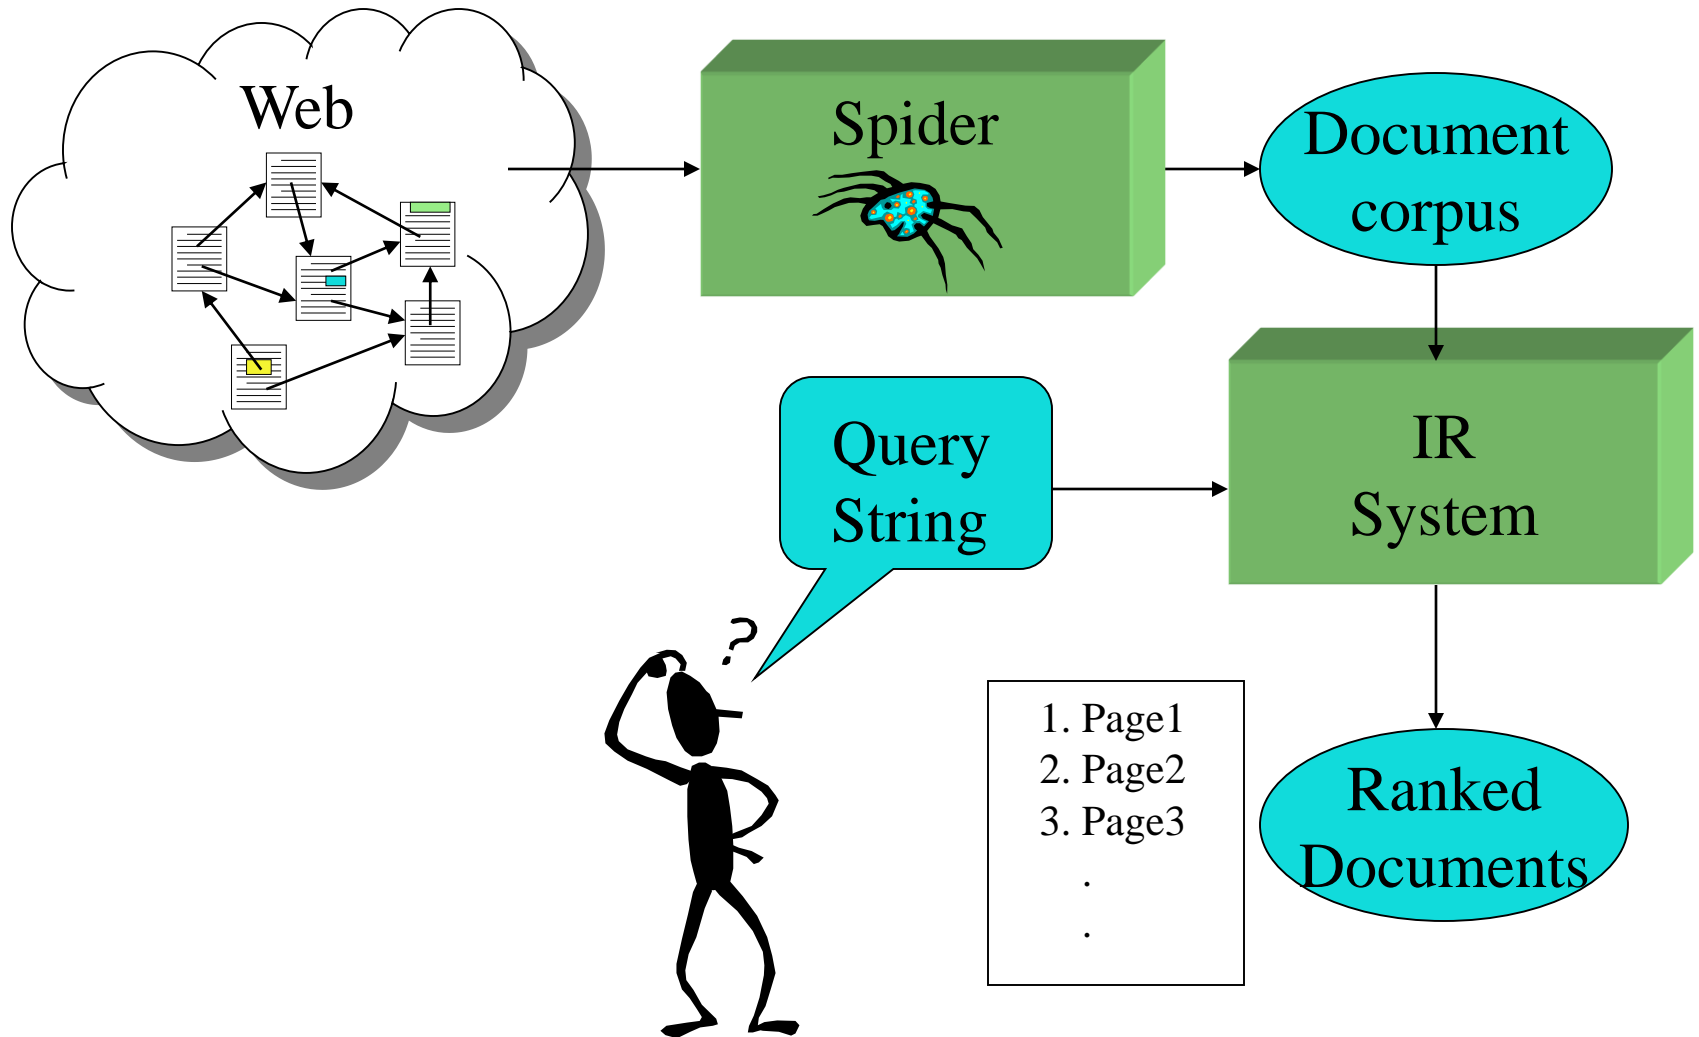 Web
Spider
Document
corpus
IR
System
Query
String
?
1. Page1
2. Page2
3. Page3
.
.
Ranked
Documents